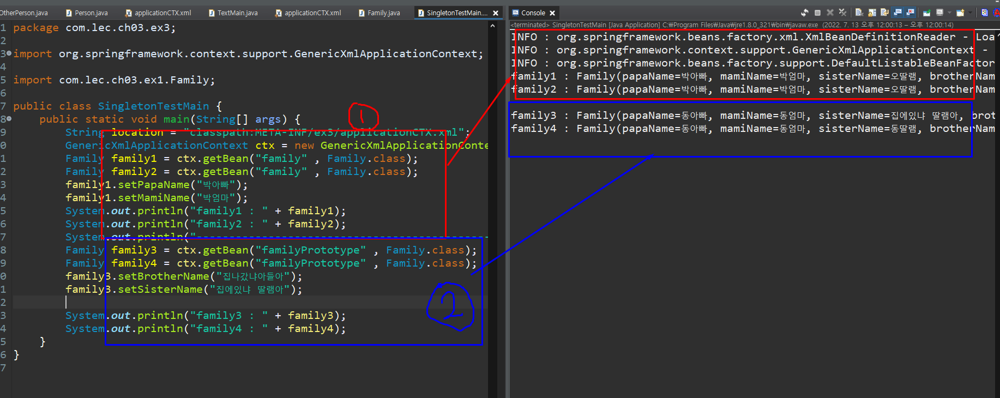 OtherPerson.java Person.java applicationCTX.xml TextMain.java applicationCTX.xml Family.java SingletonTestMain....
1 package com.lec.ch03.ex3;
2
3 import org.springframework.context.support.GenericXmlApplicationContext;
4
5 import com.lec.ch03.ex1.Family;
6
7 public class SingletonTestMain {
8 public static void main(String[] args) {
9 String location = "classpath:META-INF/ex3/applicationCTX.xml";
0 GenericXmlApplicationContext ctx = new GenericXmlApplicationConte
1 Family family1 = ctx.getBean("family" , Family.class);
2 Family family2 = ctx.getBean("family" , Family.class);
3 family1.setPapaName("박아빠");
4 family1.setMamiName("박엄마");
5 System.out.println("family1 : " + family1);
6 System.out.println("family2 : " + family2);
7 System.out.println("---------------------------------------------
8 Family family3 = ctx.getBean("familyPrototype" , Family.class);
9 Family family4 = ctx.getBean("familyPrototype" , Family.class);
0 family3.setBrotherName("집나갔냐아들아");
1 family3.setSisterName("집에있냐 딸램아");
2
3 System.out.println("family3 : " + family3);
4 System.out.println("family4 : " + family4);
5 }
6 }
7
1
2
Console
<terminated> SingletonTestMain [Java Application] C:₩Program Files₩Java₩jre1.8.0_321₩bin₩javaw.exe (2022. 7. 13 오후 12:00:13 – 오후 12:00:14)
INFO : org.springframework.beans.factory.xml.XmlBeanDefinitionReader - Loa
INFO : org.springframework.context.support.GenericXmlApplicationContext -
INFO : org.springframework.beans.factory.support.DefaultListableBeanFactor
family1 : Family(papaName=박아빠, mamiName=박엄마, sisterName=오딸램, brotherNam
family2 : Family(papaName=박아빠, mamiName=박엄마, sisterName=오딸램, brotherNam
family3 : Family(papaName=동아빠, mamiName=동엄마, sisterName=집에있냐 딸램아, brot
family4 : Family(papaName=동아빠, mamiName=동엄마, sisterName=동딸램, brotherNam